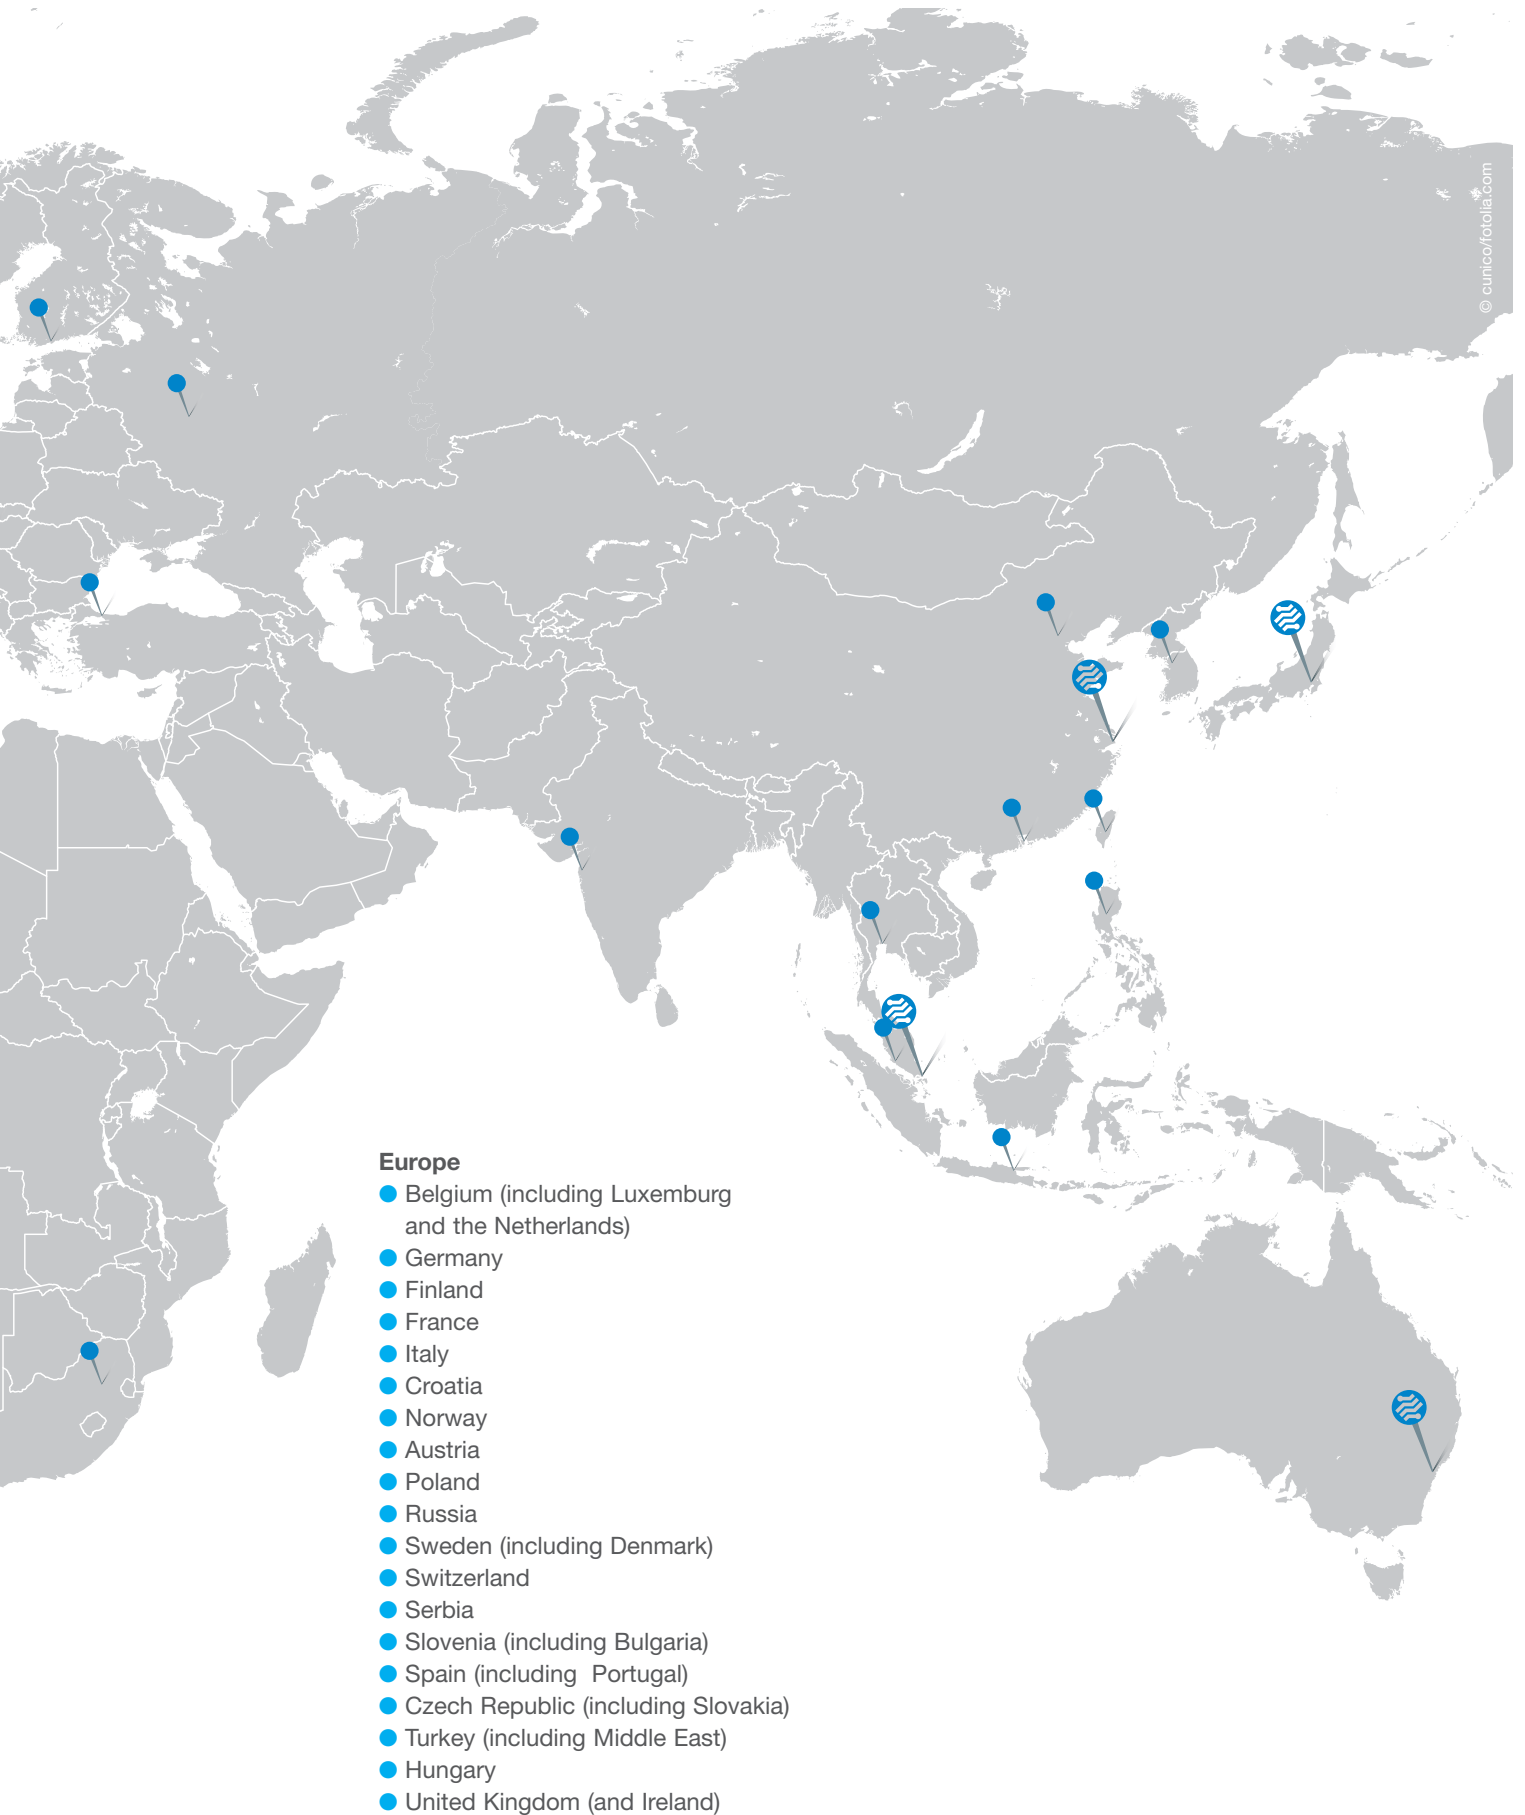 © cunico/fotolia.com
Europe
Belgium (including Luxemburg
and the Netherlands)
Germany
Finland
France
Italy
Croatia
Norway
Austria
Poland
Russia
Sweden (including Denmark)
Switzerland
Serbia
Slovenia (including Bulgaria)
Spain (including  Portugal)
Czech Republic (including Slovakia)
Turkey (including Middle East)
Hungary
United Kingdom (and Ireland)